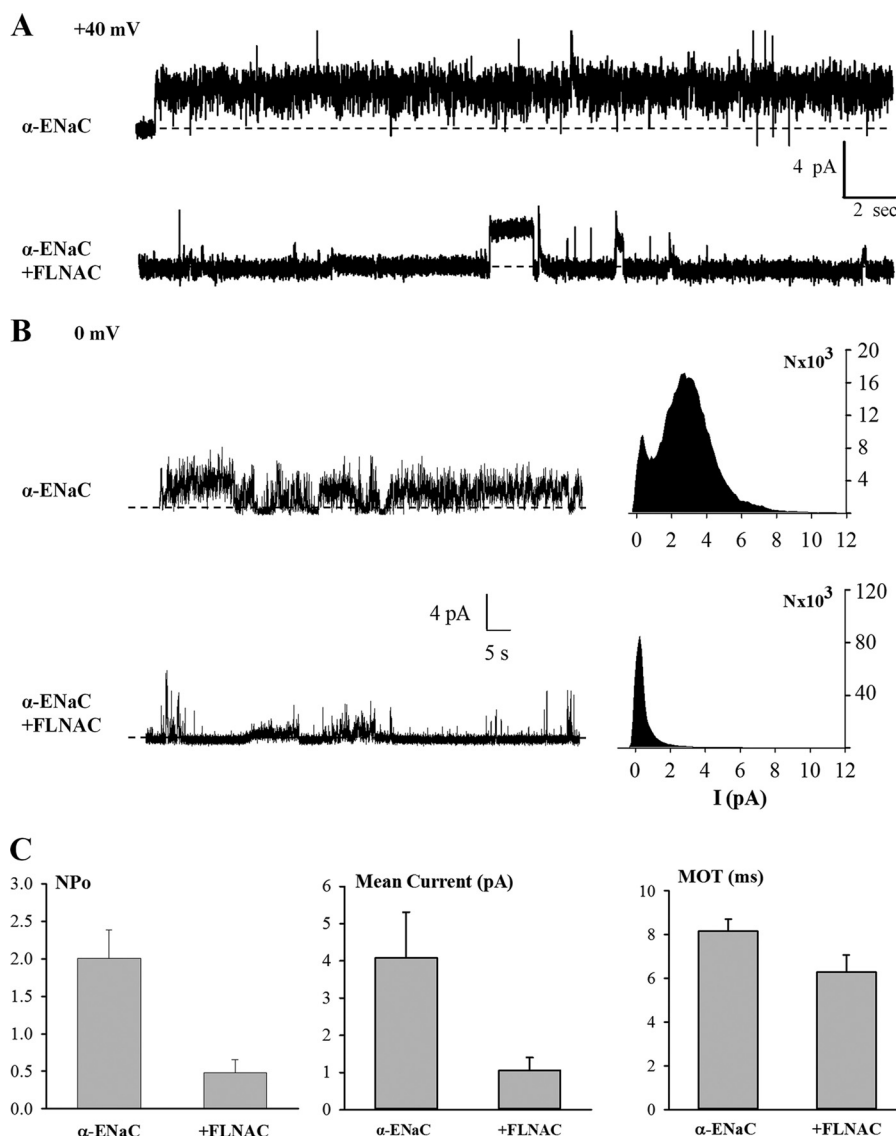 A
+40 mV
α-ENaC
4 pA
2 sec
α-ENaC
+FLNAC
B
0 mV
Nx10³
20
16
12
8
4
α-ENaC
0 2 4 6 8 10 12
4 pA
5 s
Nx10³
120
80
40
α-ENaC
+FLNAC
0 2 4 6 8 10 12
I (pA)
C
NPo
3.0
2.5
2.0
1.5
1.0
0.5
0.0
α-ENaC +FLNAC
Mean Current (pA)
6
5
4
3
2
1
0
α-ENaC +FLNAC
MOT (ms)
10
8
6
4
2
0
α-ENaC +FLNAC